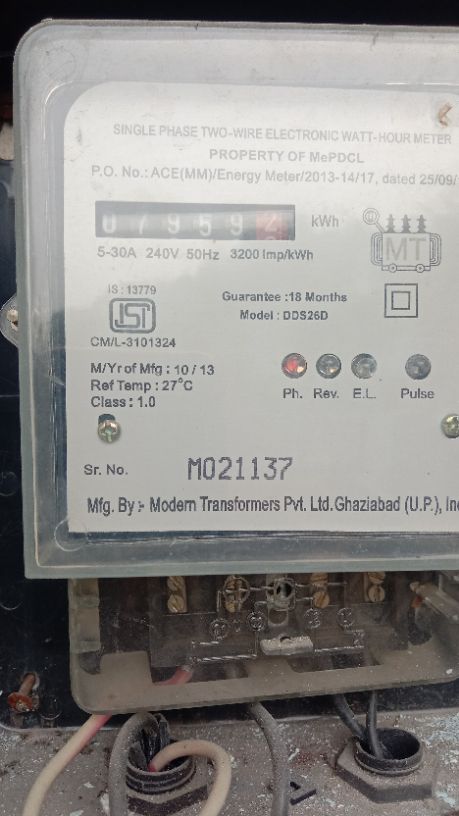 SINGLE PHASE TWO-WIRE ELECTRONIC WATT-HOUR METER
PROPERTY OF MePDCL
P.O. No.: ACE(MM)/Energy Meter/2013-14/17, dated 25/09/
07959 kWh
5-30A 240V 50Hz 3200 Imp/kWh
MT
IS : 13779
ISI
CM/L-3101324
Guarantee :18 Months
Model : DDS26D
M/Yr of Mfg : 10 / 13
Ref Temp : 27°C
Class : 1.0
Ph. Rev. E.L. Pulse
Sr. No. M021137
Mfg. By :- Modern Transformers Pvt. Ltd.Ghaziabad (U.P.), In